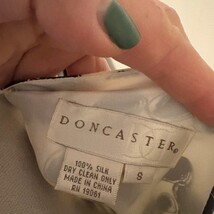 DONCASTER®
100% SILK
DRY CLEAN ONLY
MADE IN CHINA
RN 19061
S